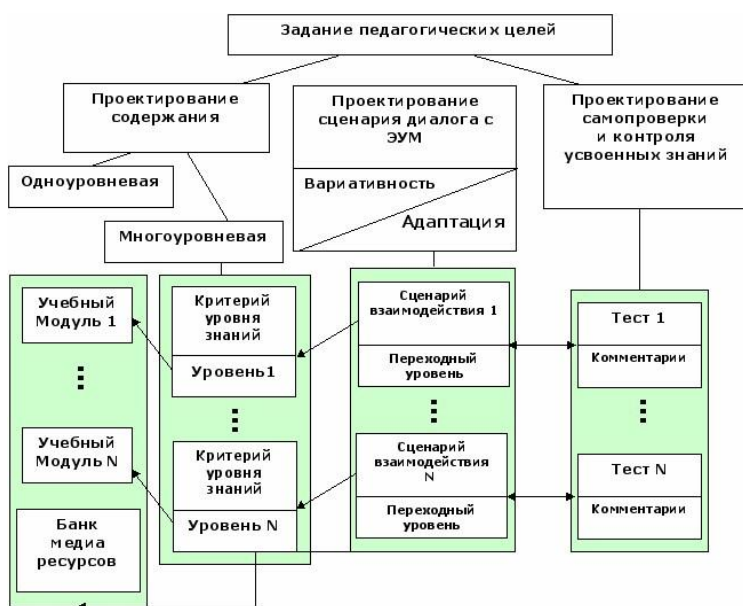 Задание педагогических целей
Проектирование
содержания
Проектирование
сценария диалога с
ЭУМ
Проектирование
самопроверки
и контроля
усвоенных знаний
Одноуровневая
Вариативность
Адаптация
Многоуровневая
Учебный
Модуль 1
Критерий
уровня
знаний
Уровень1
Сценарий
взаимодействия 1
Переходный
уровень
Тест 1
Комментарии
Учебный
Модуль N
Критерий
уровня
знаний
Уровень N
Сценарий
взаимодействия
N
Переходный
уровень
Тест N
Комментарии
Банк
медиа
ресурсов